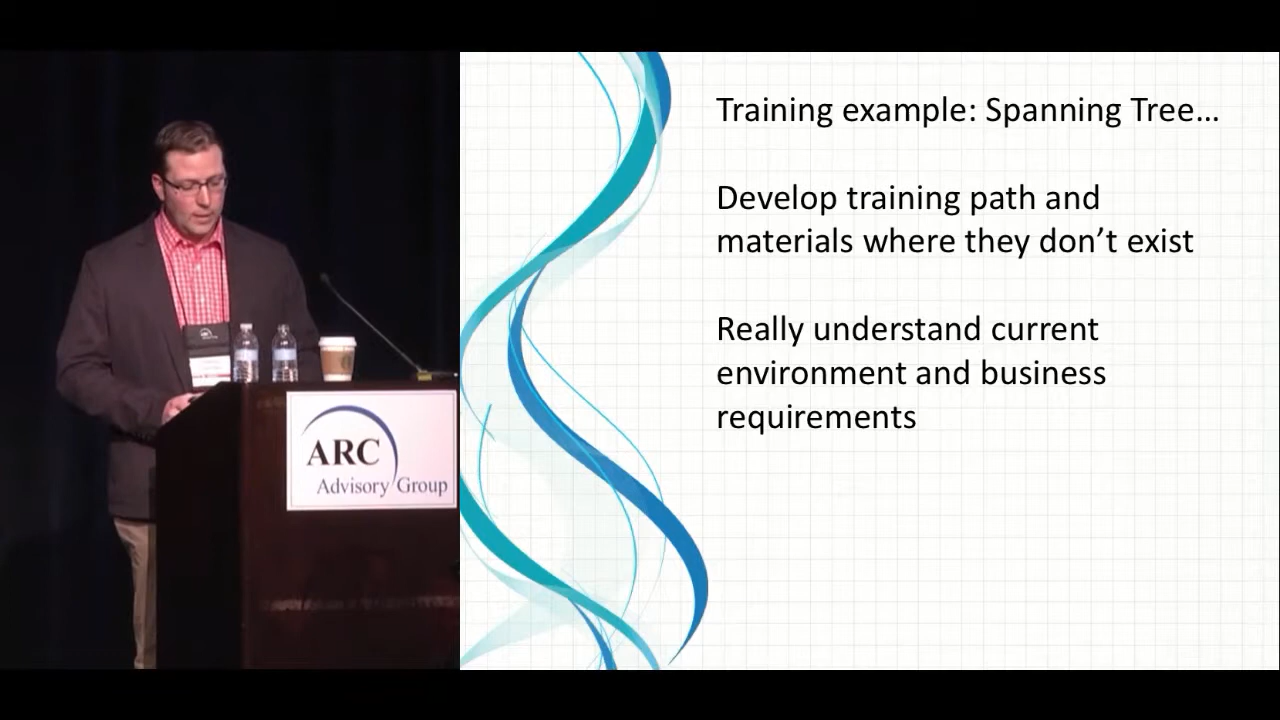 Training example: Spanning Tree...
Develop training path and
materials where they don’t exist
Really understand current
environment and business
requirements
ARC
Advisory Group